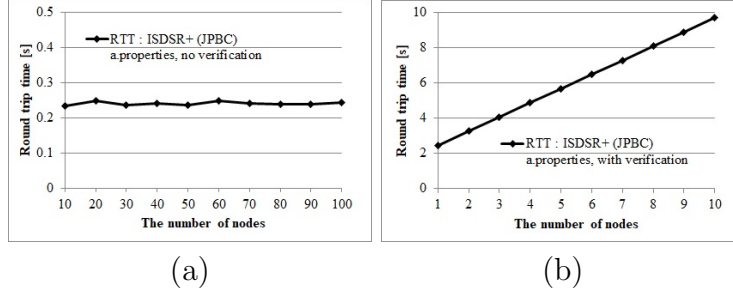 0.5
0.4
0.3
0.2
0.1
0
Round trip time [s]
RTT : ISDSR+ (JPBC)
a.properties, no verification
10 20 30 40 50 60 70 80 90 100
The number of nodes
(a)
10
8
6
4
2
0
Round trip time [s]
RTT : ISDSR+ (JPBC)
a.properties, with verification
1 2 3 4 5 6 7 8 9 10
The number of nodes
(b)